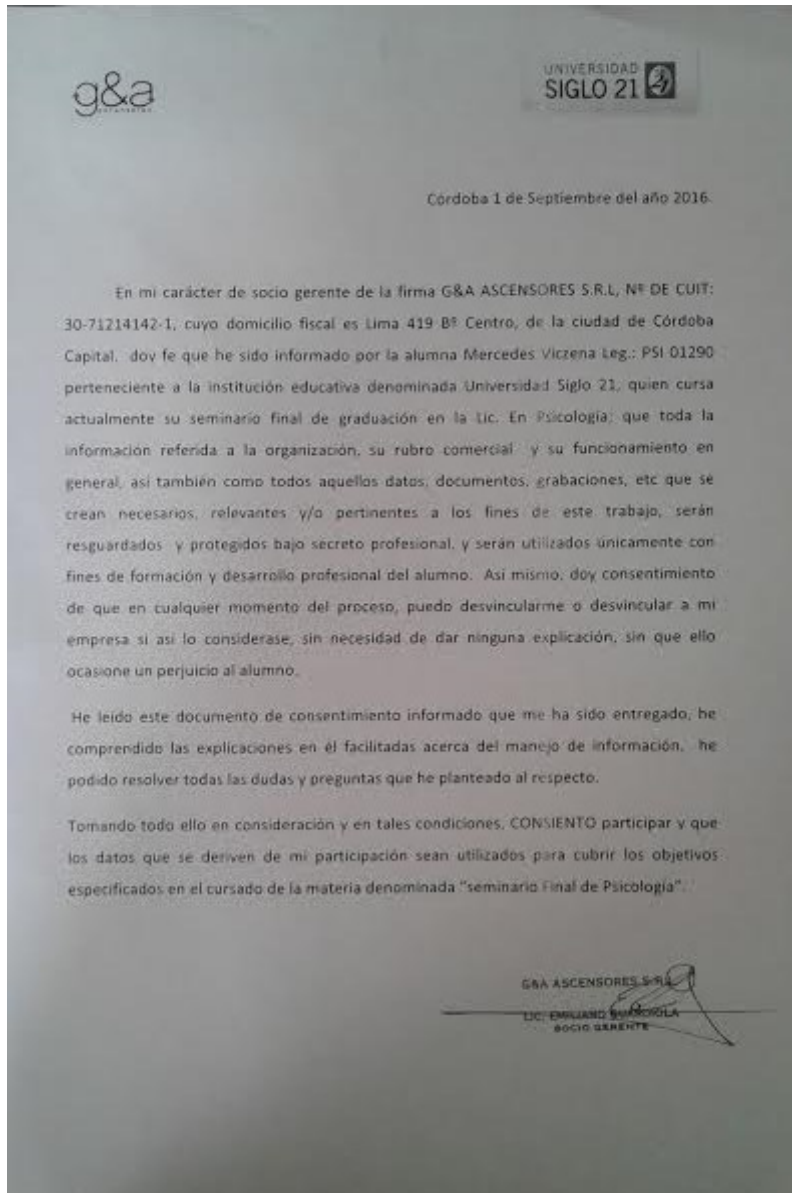 g&a
UNIVERSIDAD
SIGLO 21
Córdoba 1 de Septiembre del año 2016.
En mi carácter de socio gerente de la firma G&A ASCENSORES S.R.L, Nº DE CUIT:
30-71214142-1, cuyo domicilio fiscal es Lima 419 Bº Centro, de la ciudad de Córdoba
Capital. doy fe que he sido informado por la alumna Mercedes Viczena Leg.: PSI 01290
perteneciente a la institución educativa denominada Universidad Siglo 21, quien cursa
actualmente su seminario final de graduación en la Lic. En Psicología; que toda la
información referida a la organización, su rubro comercial y su funcionamiento en
general, así también como todos aquellos datos, documentos, grabaciones, etc que se
crean necesarios, relevantes y/o pertinentes a los fines de este trabajo, serán
resguardados y protegidos bajo secreto profesional, y serán utilizados únicamente con
fines de formación y desarrollo profesional del alumno. Asi mismo, doy consentimiento
de que en cualquier momento del proceso, puedo desvincularme o desvincular a mi
empresa si así lo considerase, sin necesidad de dar ninguna explicación, sin que ello
ocasione un perjuicio al alumno.
He leído este documento de consentimiento informado que me ha sido entregado, he
comprendido las explicaciones en él facilitadas acerca del manejo de información, he
podido resolver todas las dudas y preguntas que he planteado al respecto.
Tomando todo ello en consideración y en tales condiciones, CONSIENTO participar y que
los datos que se deriven de mi participación sean utilizados para cubrir los objetivos
especificados en el cursado de la materia denominada "seminario Final de Psicología".
G&A ASCENSORES S.R.L
LIC. EMILIANO
SOCIO GERENTE